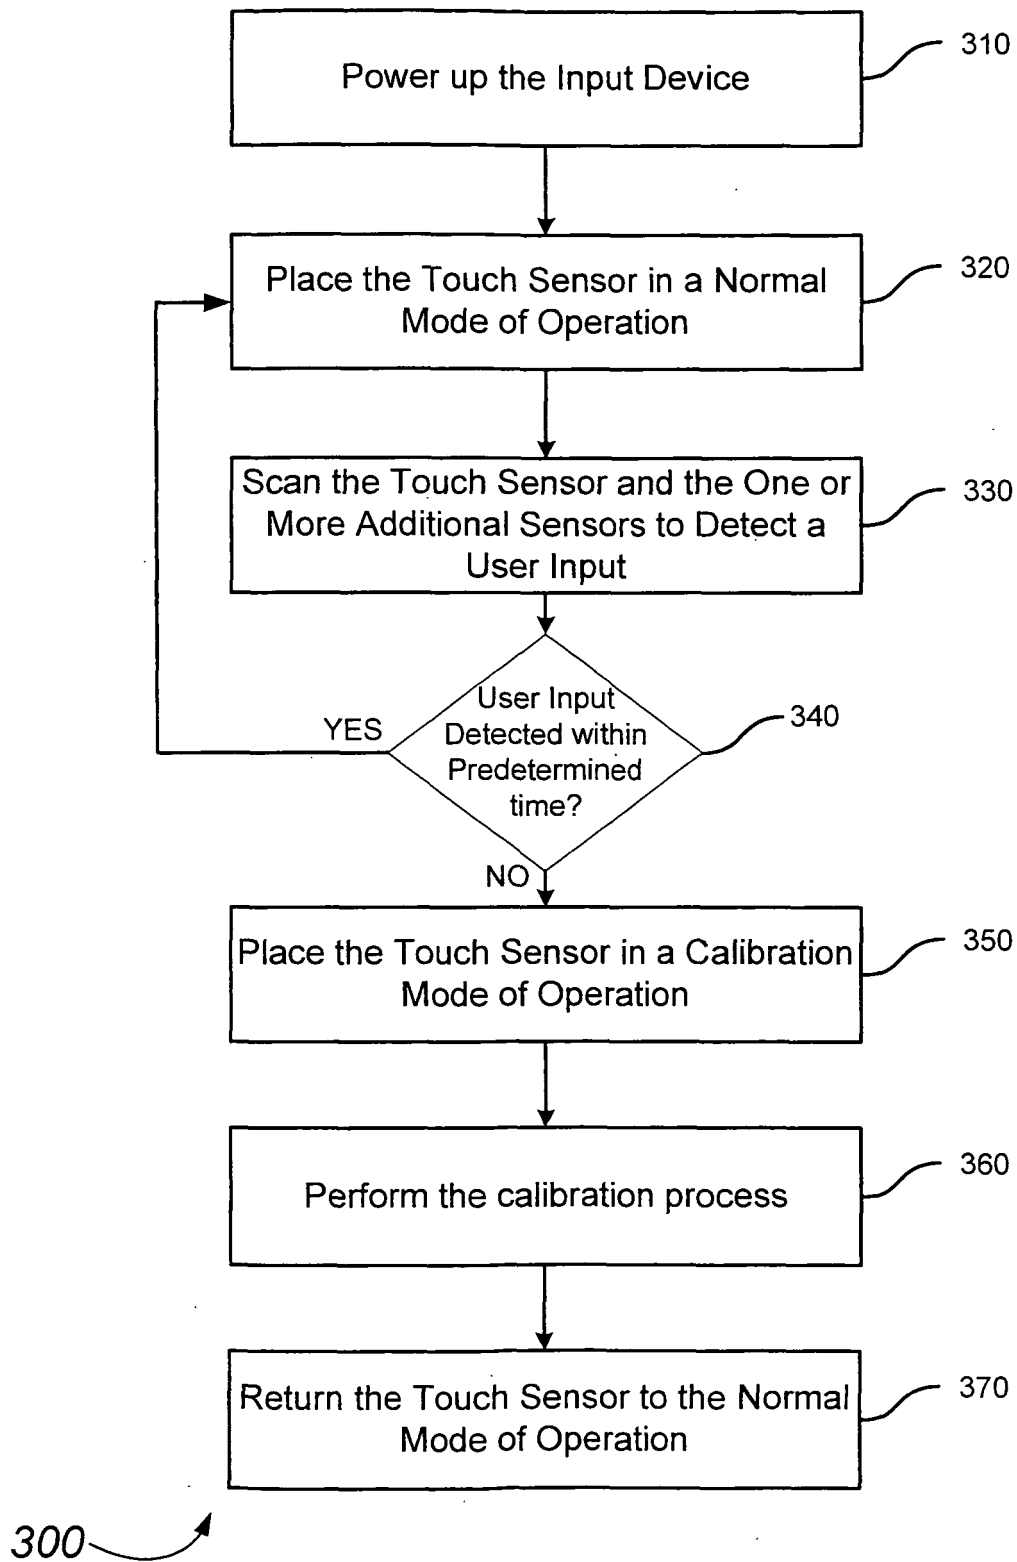 Power up the Input Device
310
Place the Touch Sensor in a Normal
Mode of Operation
320
Scan the Touch Sensor and the One or
More Additional Sensors to Detect a
User Input
330
User Input
Detected within
Predetermined
time?
340
YES
NO
Place the Touch Sensor in a Calibration
Mode of Operation
350
Perform the calibration process
360
Return the Touch Sensor to the Normal
Mode of Operation
370
300